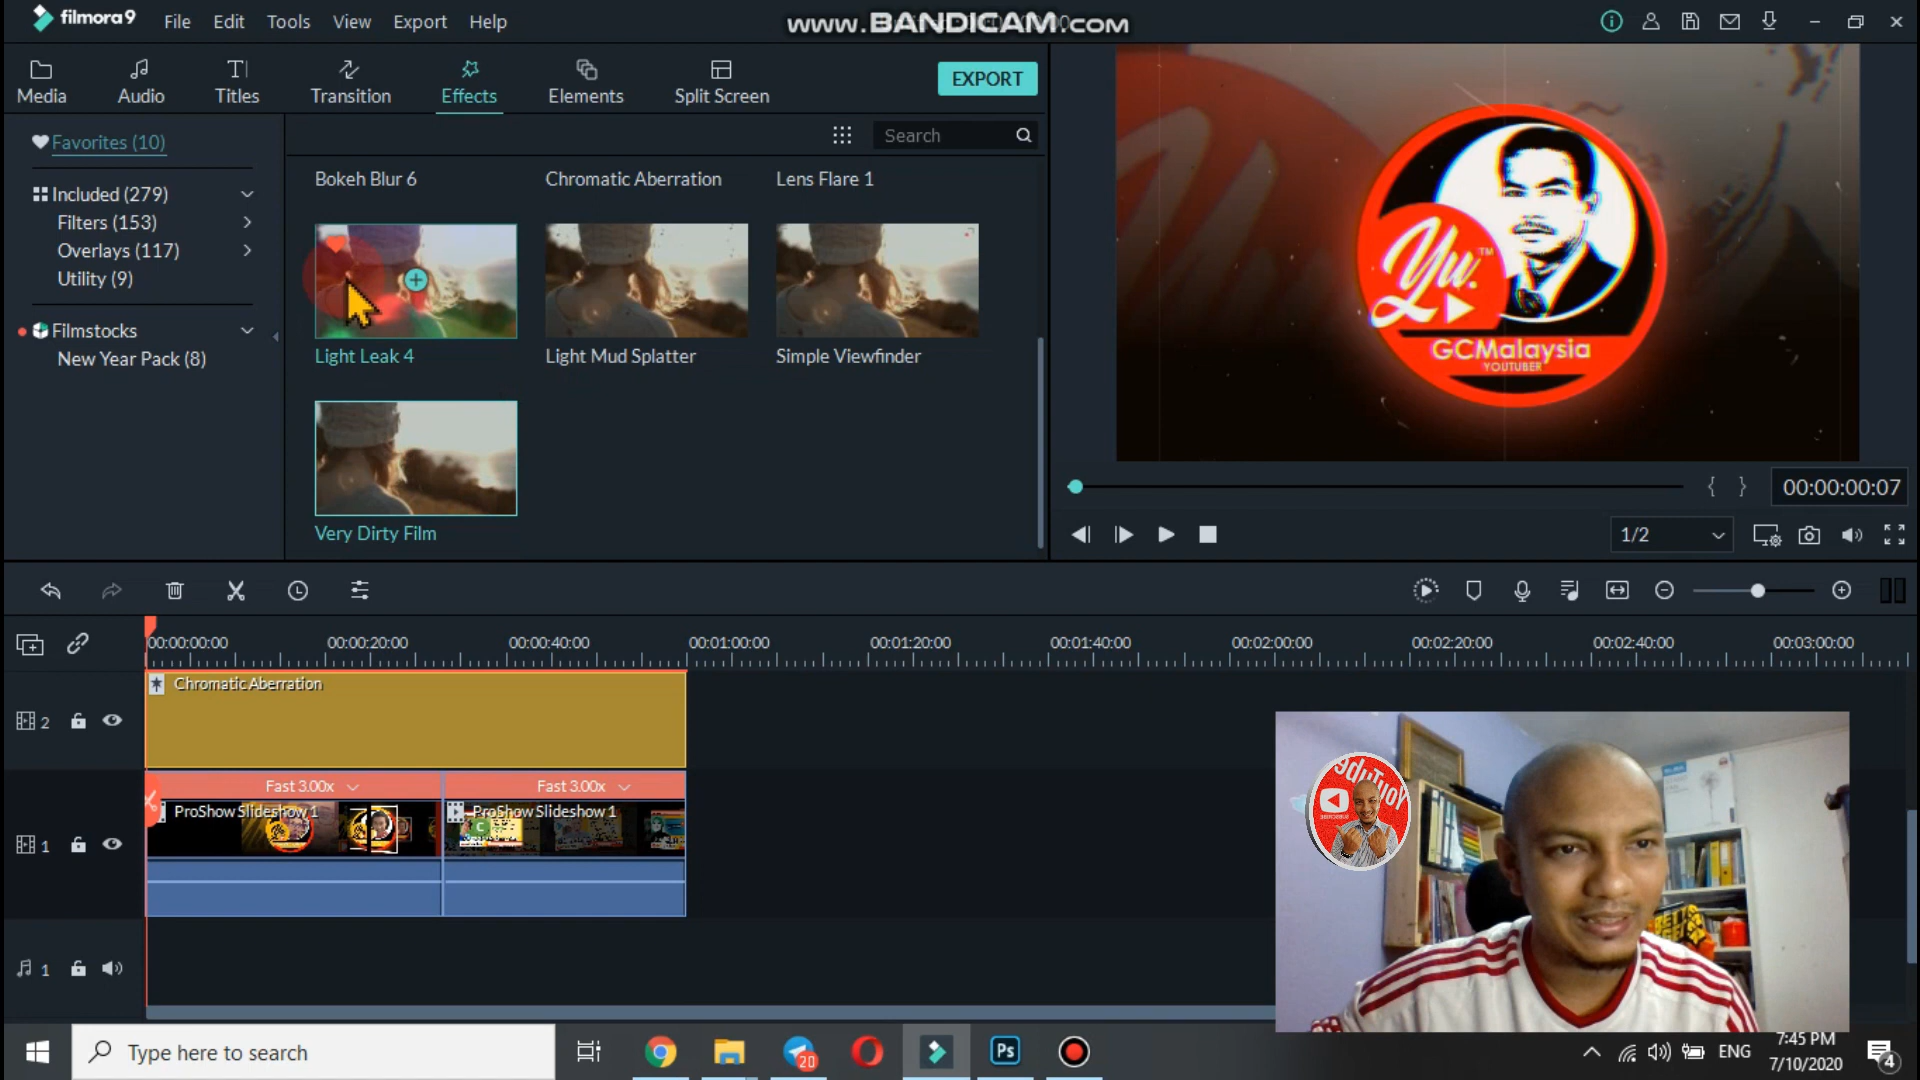 filmora9
File Edit Tools View Export Help
www.BANDICAM.com
Media Audio Titles Transition Effects Elements Split Screen
EXPORT
Favorites (10)
Included (279)
Filters (153)
Overlays (117)
Utility (9)
Filmstocks
New Year Pack (8)
Search
Bokeh Blur 6 Chromatic Aberration Lens Flare 1
Light Leak 4 Light Mud Splatter Simple Viewfinder
Very Dirty Film
Yu. TM
GCMalaysia
YOUTUBER
{ } 00:00:00:07
1/2
00:00:00:00 00:00:20:00 00:00:40:00 00:01:00:00 00:01:20:00 00:01:40:00 00:02:00:00 00:02:20:00 00:02:40:00 00:03:00:00
2
Chromatic Aberration
1
Fast 3.00x Fast 3.00x
ProShow Slideshow 1 ProShow Slideshow 1
C
1
Type here to search
20
Ps
ENG
7:45 PM
7/10/2020
4